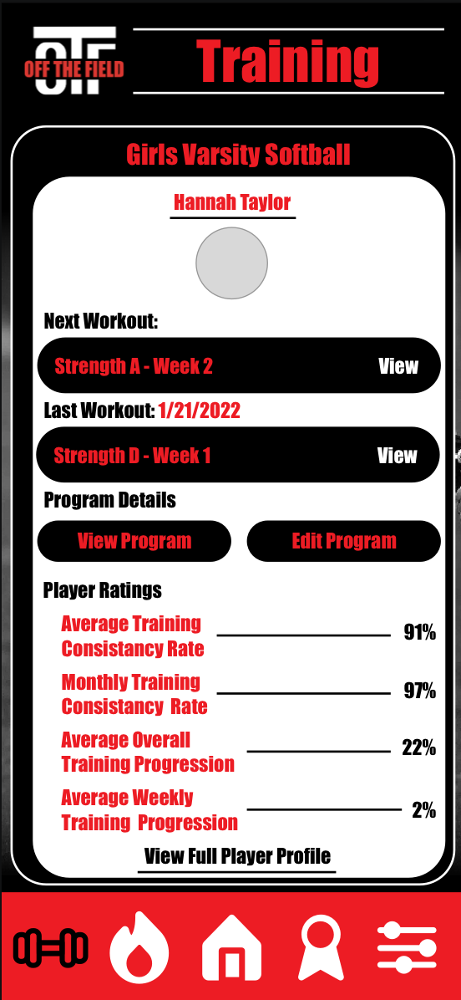 OTF
OFF THE FIELD
Training
Girls Varsity Softball
Hannah Taylor
Next Workout:
Strength A - Week 2 View
Last Workout: 1/21/2022
Strength D - Week 1 View
Program Details
View Program Edit Program
Player Ratings
Average Training
Consistancy Rate 91%
Monthly Training
Consistancy Rate 97%
Average Overall
Training Progression 22%
Average Weekly
Training Progression 2%
View Full Player Profile